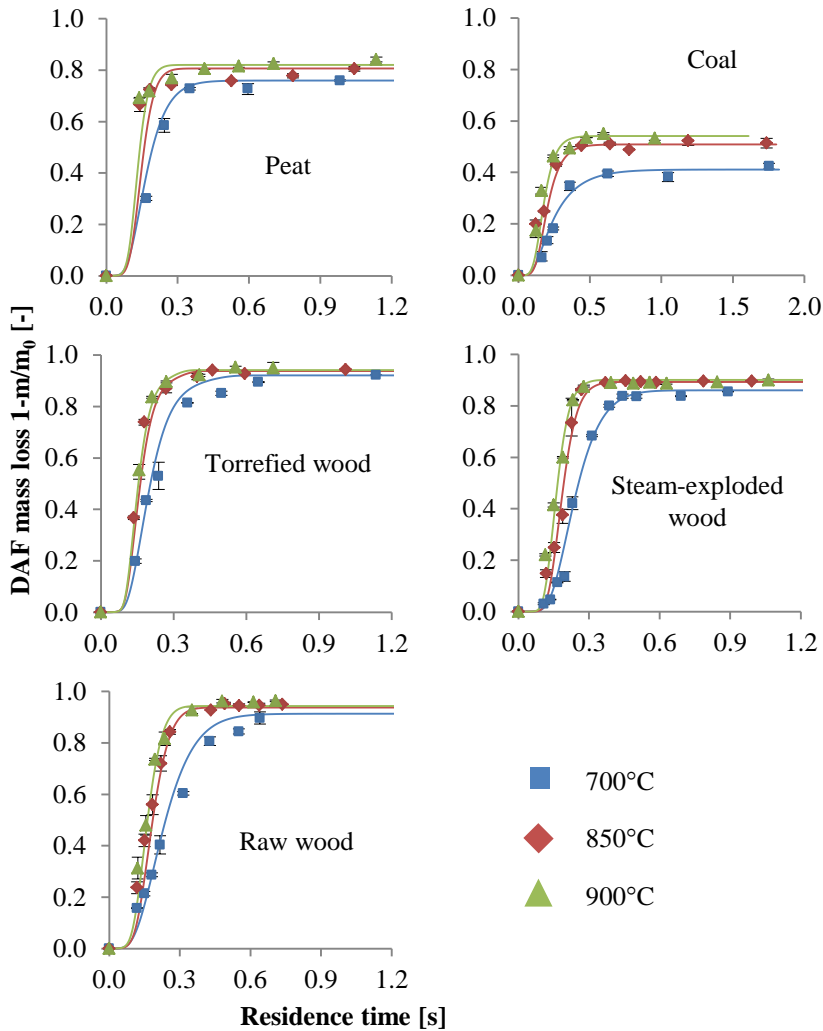 1.0
0.8
0.6
0.4
0.2
0.0
0.0 0.3 0.6 0.9 1.2
Peat
1.0
0.8
0.6
0.4
0.2
0.0
0.0 0.5 1.0 1.5 2.0
Coal
DAF mass loss 1-m/m0 [-]
1.0
0.8
0.6
0.4
0.2
0.0
0.0 0.3 0.6 0.9 1.2
Torrefied wood
1.0
0.8
0.6
0.4
0.2
0.0
0.0 0.3 0.6 0.9 1.2
Steam-exploded
wood
1.0
0.8
0.6
0.4
0.2
0.0
0.0 0.3 0.6 0.9 1.2
Raw wood
700°C
850°C
900°C
Residence time [s]